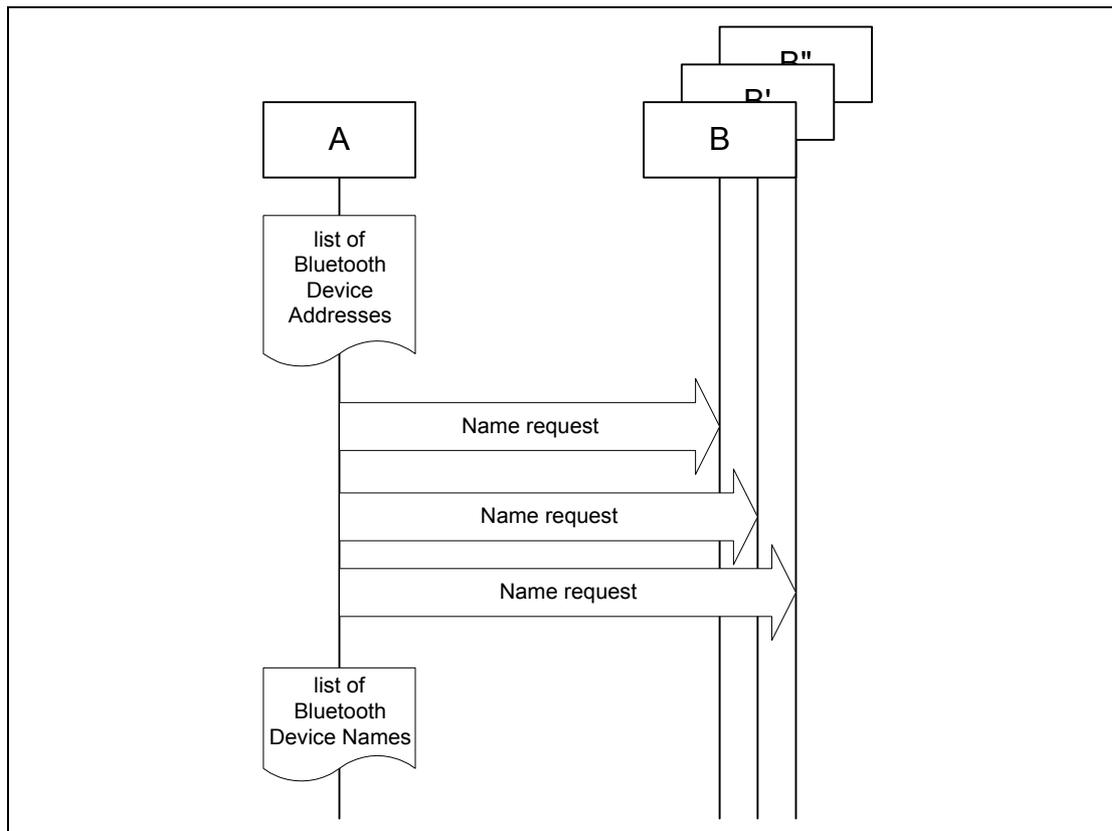 B"
B'
A
B
list of
Bluetooth
Device
Addresses
Name request
Name request
Name request
list of
Bluetooth
Device Names